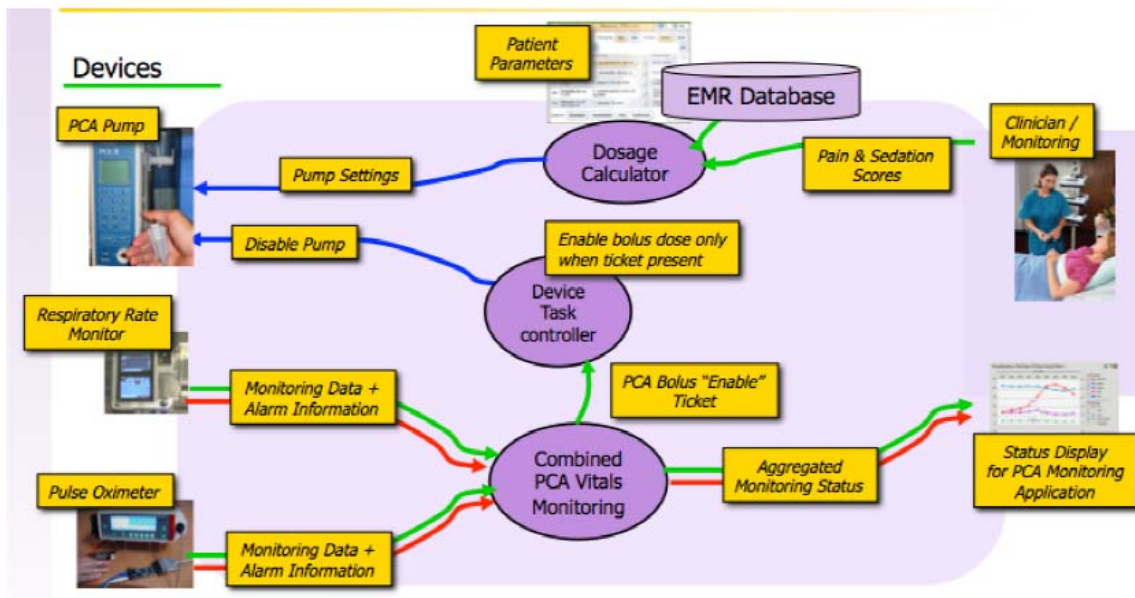 Devices
Patient
Parameters
EMR Database
PCA Pump
Clinician /
Monitoring
Dosage
Calculator
Pain & Sedation
Scores
Pump Settings
Disable Pump
Enable bolus dose only
when ticket present
Device
Task
controller
Respiratory Rate
Monitor
Monitoring Data +
Alarm Information
PCA Bolus “Enable”
Ticket
Combined
PCA Vitals
Monitoring
Aggregated
Monitoring Status
Status Display
for PCA Monitoring
Application
Pulse Oximeter
Monitoring Data +
Alarm Information